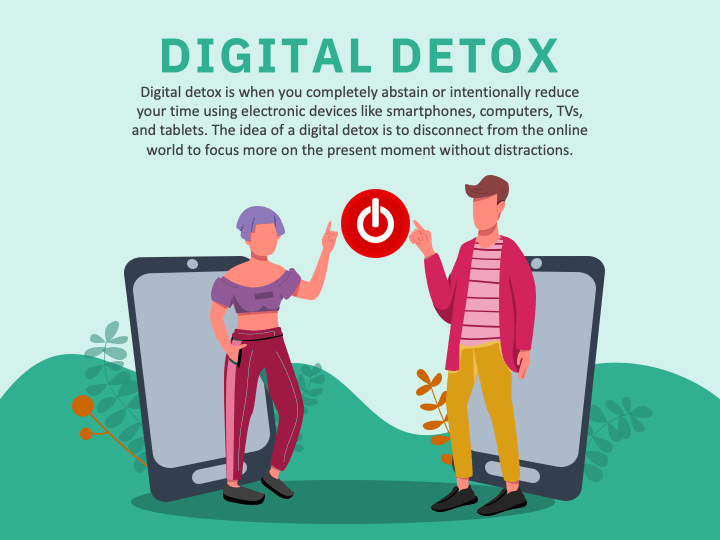 DIGITAL DETOX
Digital detox is when you completely abstain or intentionally reduce
your time using electronic devices like smartphones, computers, TVs,
and tablets. The idea of a digital detox is to disconnect from the online
world to focus more on the present moment without distractions.